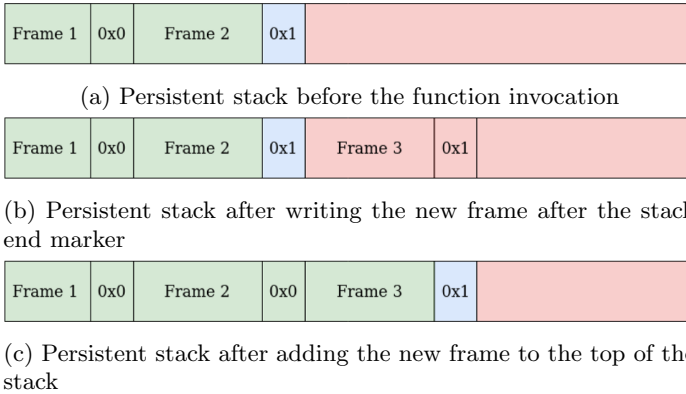 Frame 1 0x0 Frame 2 0x1
(a) Persistent stack before the function invocation
Frame 1 0x0 Frame 2 0x1 Frame 3 0x1
(b) Persistent stack after writing the new frame after the stack
end marker
Frame 1 0x0 Frame 2 0x0 Frame 3 0x1
(c) Persistent stack after adding the new frame to the top of the
stack